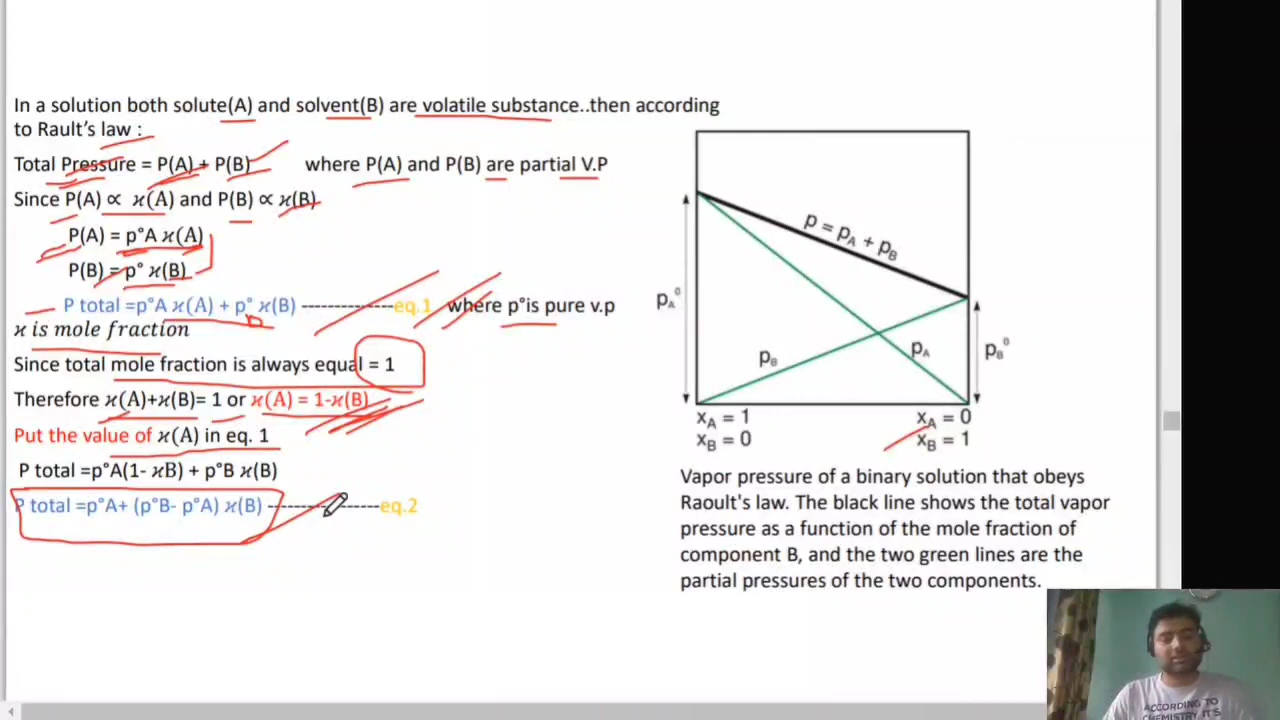 In a solution both solute(A) and solvent(B) are volatile substance..then according
to Rault's law :
Total Pressure = P(A) + P(B) where P(A) and P(B) are partial V.P
Since P(A) ∝ ϰ(A) and P(B) ∝ ϰ(B)
P(A) = p°A ϰ(A)
P(B) = p° ϰ(B)
P total =p°A ϰ(A) + p° ϰ(B) --------------eq.1 where p° is pure v.p
b
ϰ is mole fraction
Since total mole fraction is always equal = 1
Therefore ϰ(A)+ϰ(B)= 1 or ϰ(A) = 1-ϰ(B)
Put the value of ϰ(A) in eq. 1
P total =p°A(1- ϰB) + p°B ϰ(B)
P total =p°A+ (p°B- p°A) ϰ(B) -----------------eq.2
p = pA + pB
pA°
pB
pA
pB°
xA = 1
xB = 0
xA = 0
xB = 1
Vapor pressure of a binary solution that obeys
Raoult's law. The black line shows the total vapor
pressure as a function of the mole fraction of
component B, and the two green lines are the
partial pressures of the two components.
ACCORDING TO
CHEMISTRY IT'S